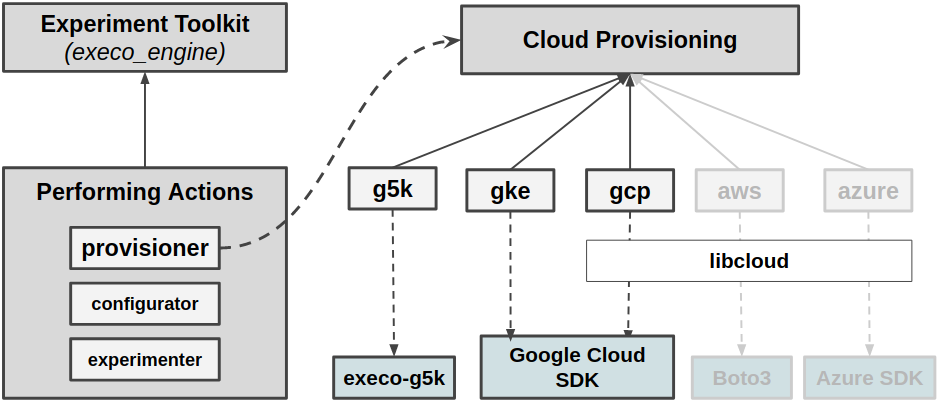 Experiment Toolkit
(execo_engine)
Cloud Provisioning
Performing Actions
provisioner
configurator
experimenter
g5k
gke
gcp
aws
azure
libcloud
execo-g5k
Google Cloud
SDK
Boto3
Azure SDK